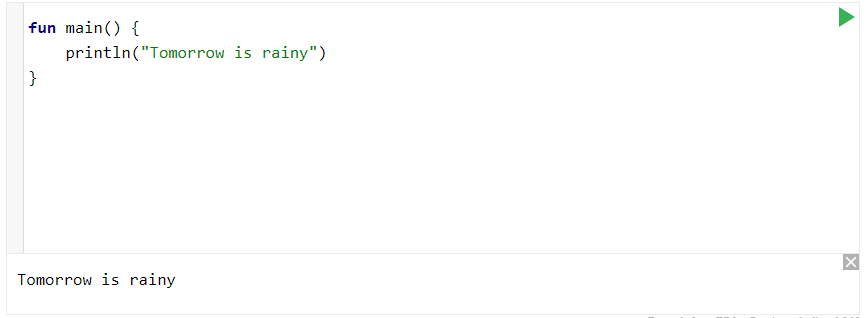 fun main() {
    println("Tomorrow is rainy")
}
Tomorrow is rainy